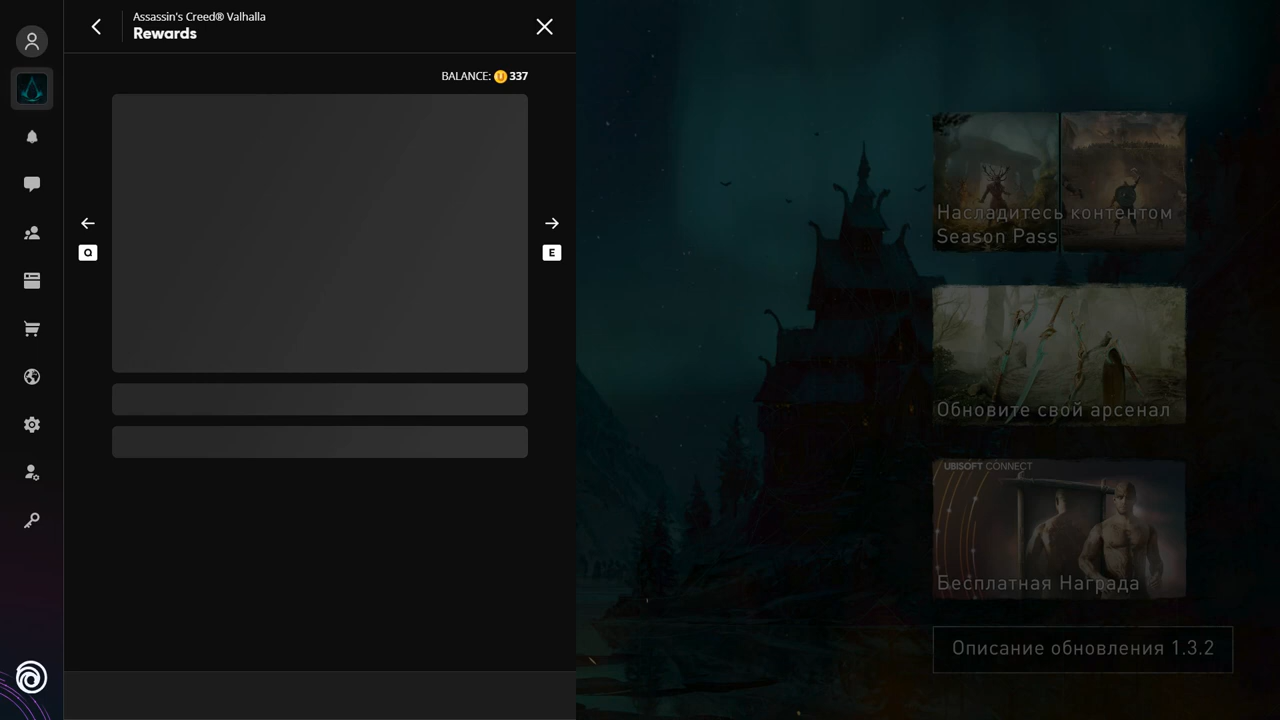 Assassin's Creed® Valhalla
Rewards
BALANCE: 337
Q
E
Насладитесь контентом
Season Pass
Обновите свой арсенал
UBISOFT CONNECT
Бесплатная Награда
Описание обновления 1.3.2